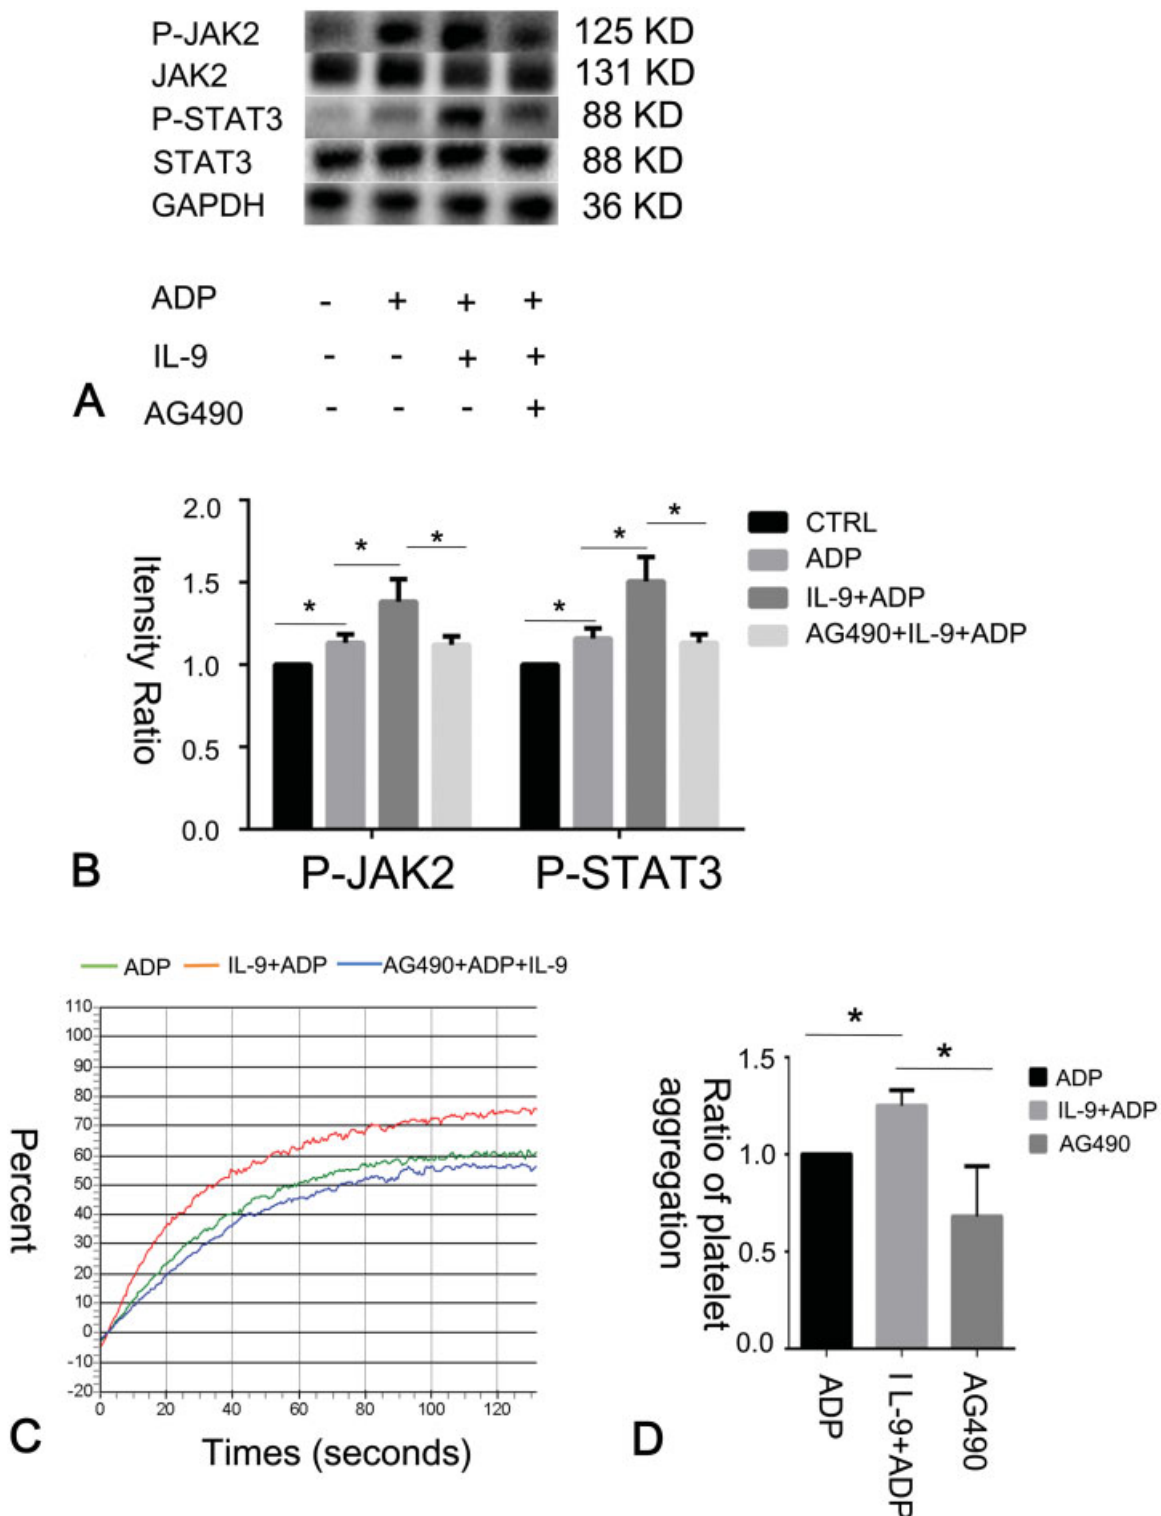 P-JAK2 125 KD
JAK2 131 KD
P-STAT3 88 KD
STAT3 88 KD
GAPDH 36 KD
ADP - + + +
IL-9 - - + +
AG490 - - - +
A
Itensity Ratio
2.0
1.5
1.0
0.5
0.0
* * * * * *
P-JAK2 P-STAT3
CTRL
ADP
IL-9+ADP
AG490+IL-9+ADP
B
ADP IL-9+ADP AG490+ADP+IL-9
Percent
110
100
90
80
70
60
50
40
30
20
10
0
-10
-20
0 20 40 60 80 100 120
Times (seconds)
C
Ratio of platelet
aggregation
1.5
1.0
0.5
0.0
* *
ADP
IL-9+ADP
AG490
ADP
IL-9+ADP
AG490
D